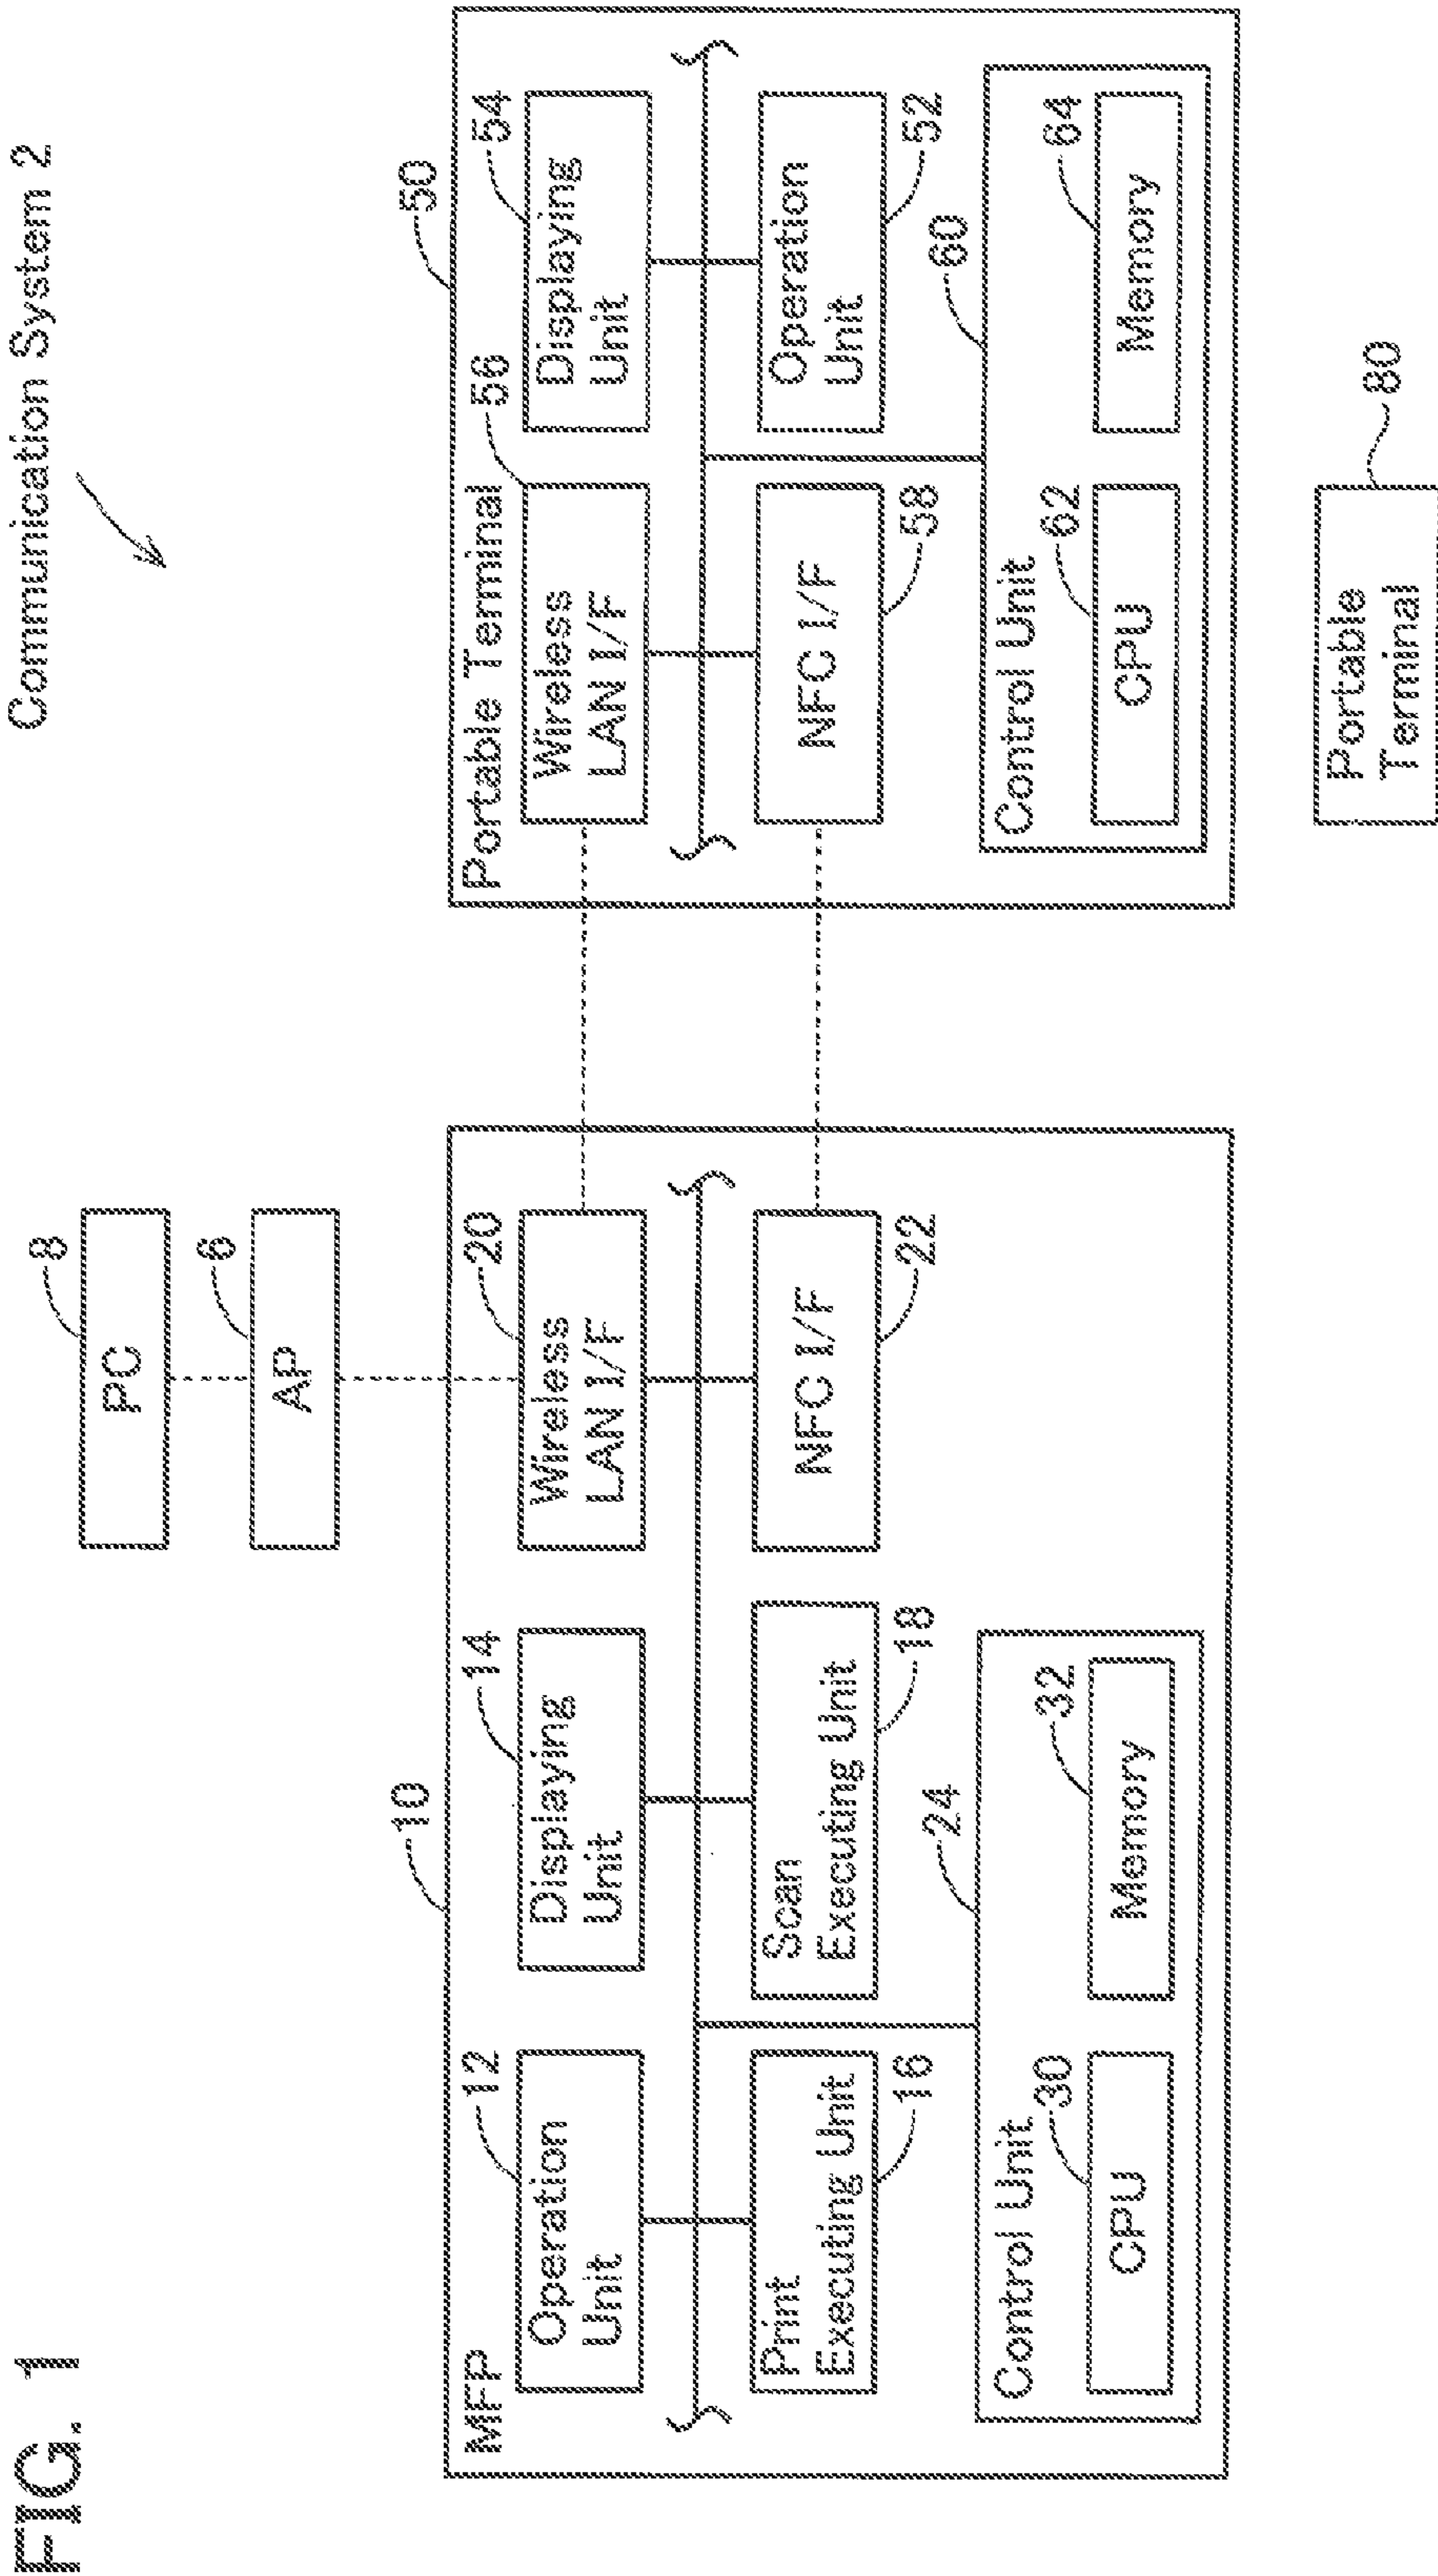 FIG. 1
Communication System 2
PC
8
AP
6
10
MFP
Operation
Unit
12
Displaying
Unit
14
Wireless
LAN I/F
20
Print
Executing Unit
16
Scan
Executing Unit
18
NFC I/F
22
24
Control Unit
CPU
30
Memory
32
50
Portable Terminal
Wireless
LAN I/F
56
Displaying
Unit
54
NFC I/F
58
Operation
Unit
52
60
Control Unit
CPU
62
Memory
64
Portable
Terminal
80